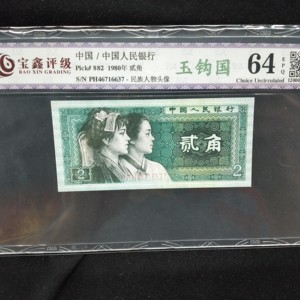 宝鑫评级
BAO XIN GRADING
中国 / 中国人民银行
Pick# 882 1980年 贰角
S/N PH46716637 - 民族人物头像
玉钩国
64 EPQ
Choice Uncirculated
中国人民银行
贰角
2
2